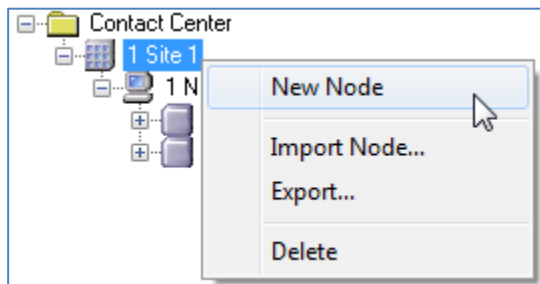 Contact Center
1 Site 1
1 N
New Node
Import Node...
Export...
Delete